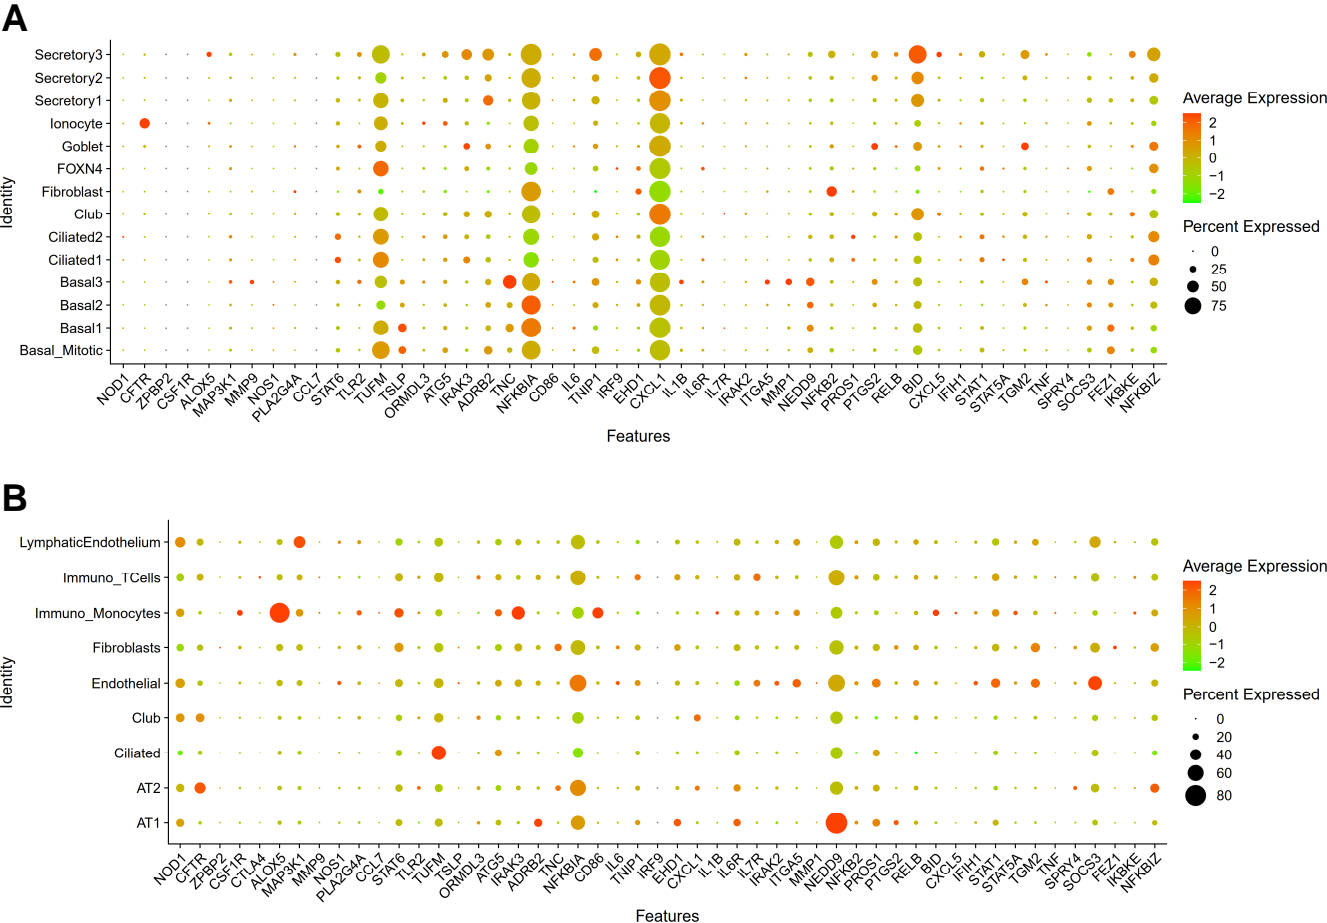 A
Secretory3
Secretory2
Secretory1
Ionocyte
Goblet
FOXN4
Fibroblast
Club
Ciliated2
Ciliated1
Basal3
Basal2
Basal1
Basal_Mitotic
Identity
NOD1
CFTR
ZPBP2
CSF1R
ALOX5
MAP3K1
MMP9
NOS1
PLA2G4A
CCL7
STAT6
TLR2
TUFM
TSLP
ORMDL3
ATG5
IRAK3
ADRB2
TNC
NFKBIA
CD86
IL6
TNIP1
IRF9
EHD1
CXCL1
IL1B
IL6R
IL7R
IRAK2
ITGA5
MMP1
NEDD9
NFKB2
PROS1
PTGS2
RELB
BID
CXCL5
IFIH1
STAT1
STAT5A
TGM2
TNF
SPRY4
SOCS3
FEZ1
IKBKE
NFKBIZ
Features
Average Expression
2
1
0
−1
−2
Percent Expressed
0
25
50
75
B
LymphaticEndothelium
Immuno_TCells
Immuno_Monocytes
Fibroblasts
Endothelial
Club
Ciliated
AT2
AT1
Identity
NOD1
CFTR
ZPBP2
CSF1R
CTLA4
ALOX5
MAP3K1
MMP9
NOS1
PLA2G4A
CCL7
STAT6
TLR2
TUFM
TSLP
ORMDL3
ATG5
IRAK3
ADRB2
TNC
NFKBIA
CD86
IL6
TNIP1
IRF9
EHD1
CXCL1
IL1B
IL6R
IL7R
IRAK2
ITGA5
MMP1
NEDD9
NFKB2
PROS1
PTGS2
RELB
BID
CXCL5
IFIH1
STAT1
STAT5A
TGM2
TNF
SPRY4
SOCS3
FEZ1
IKBKE
NFKBIZ
Features
Average Expression
2
1
0
−1
−2
Percent Expressed
0
20
40
60
80